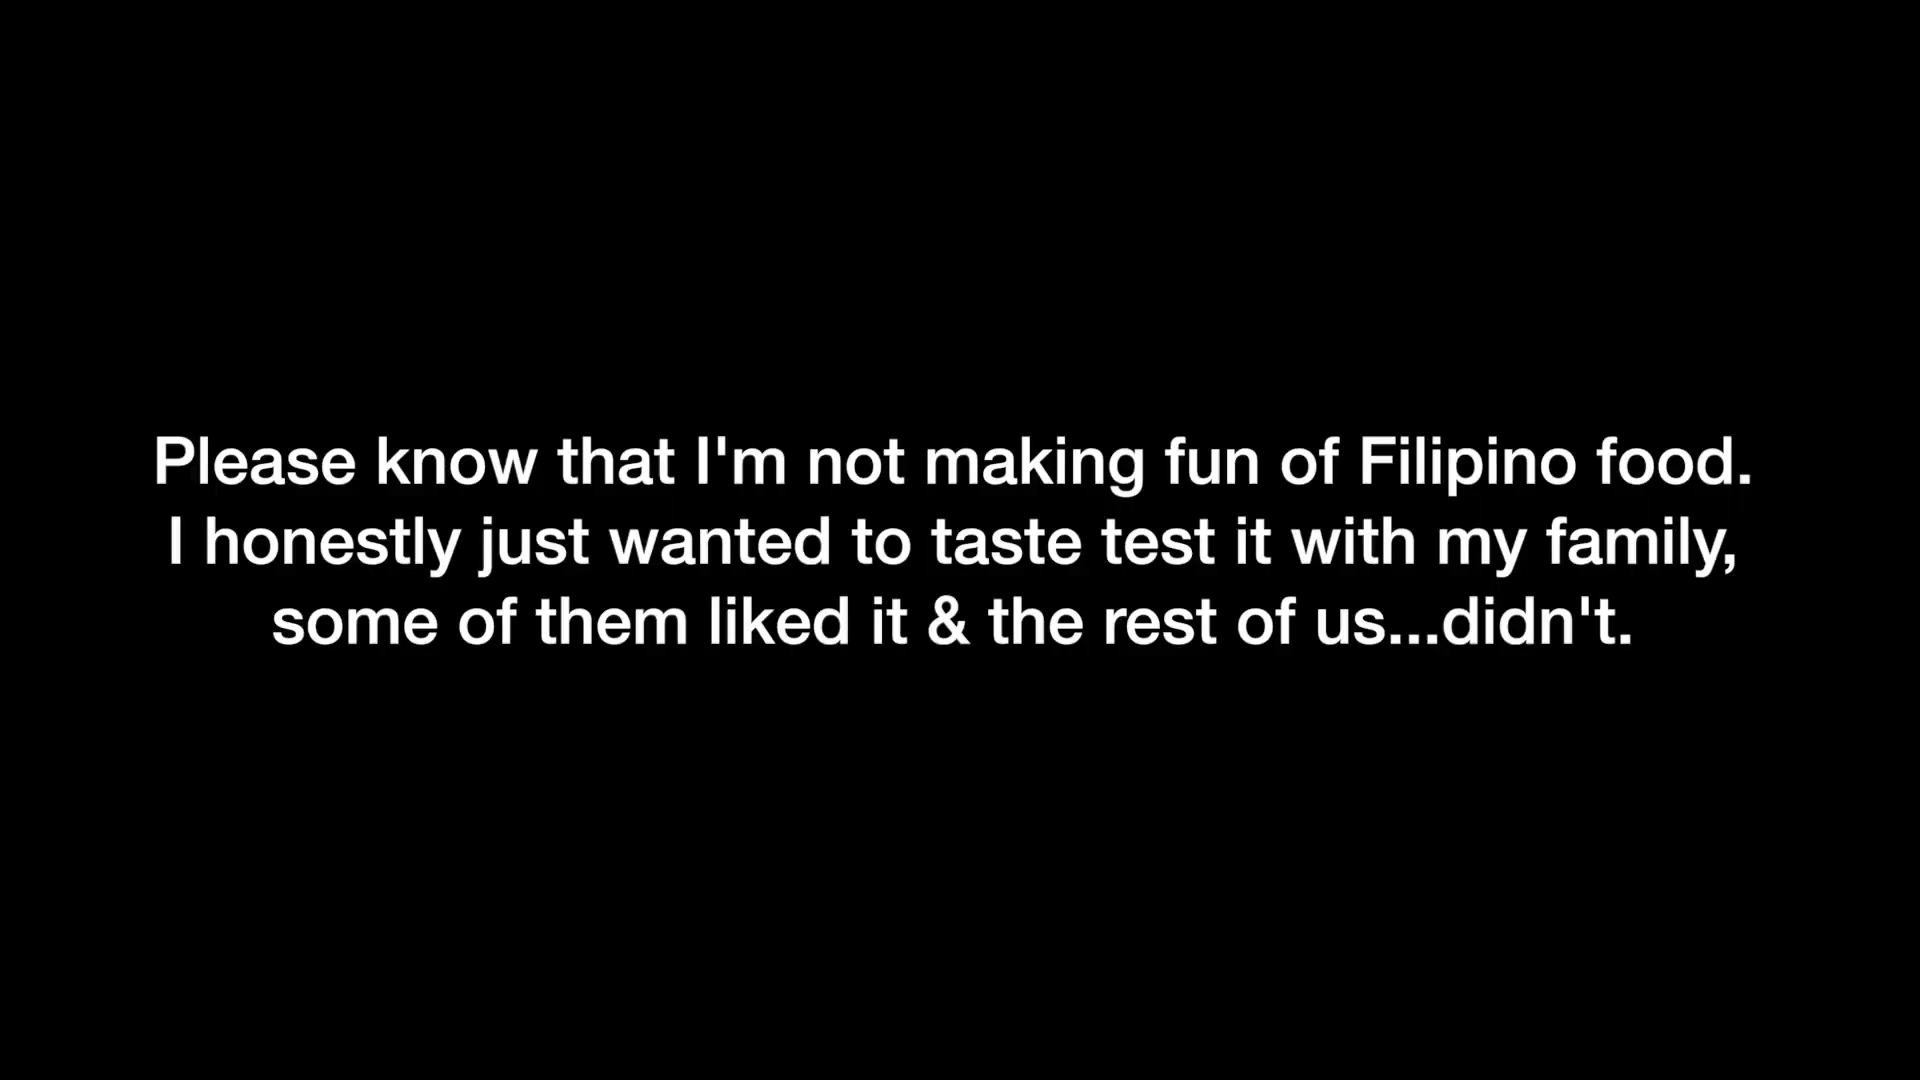 Please know that I'm not making fun of Filipino food.
I honestly just wanted to taste test it with my family,
some of them liked it & the rest of us...didn't.